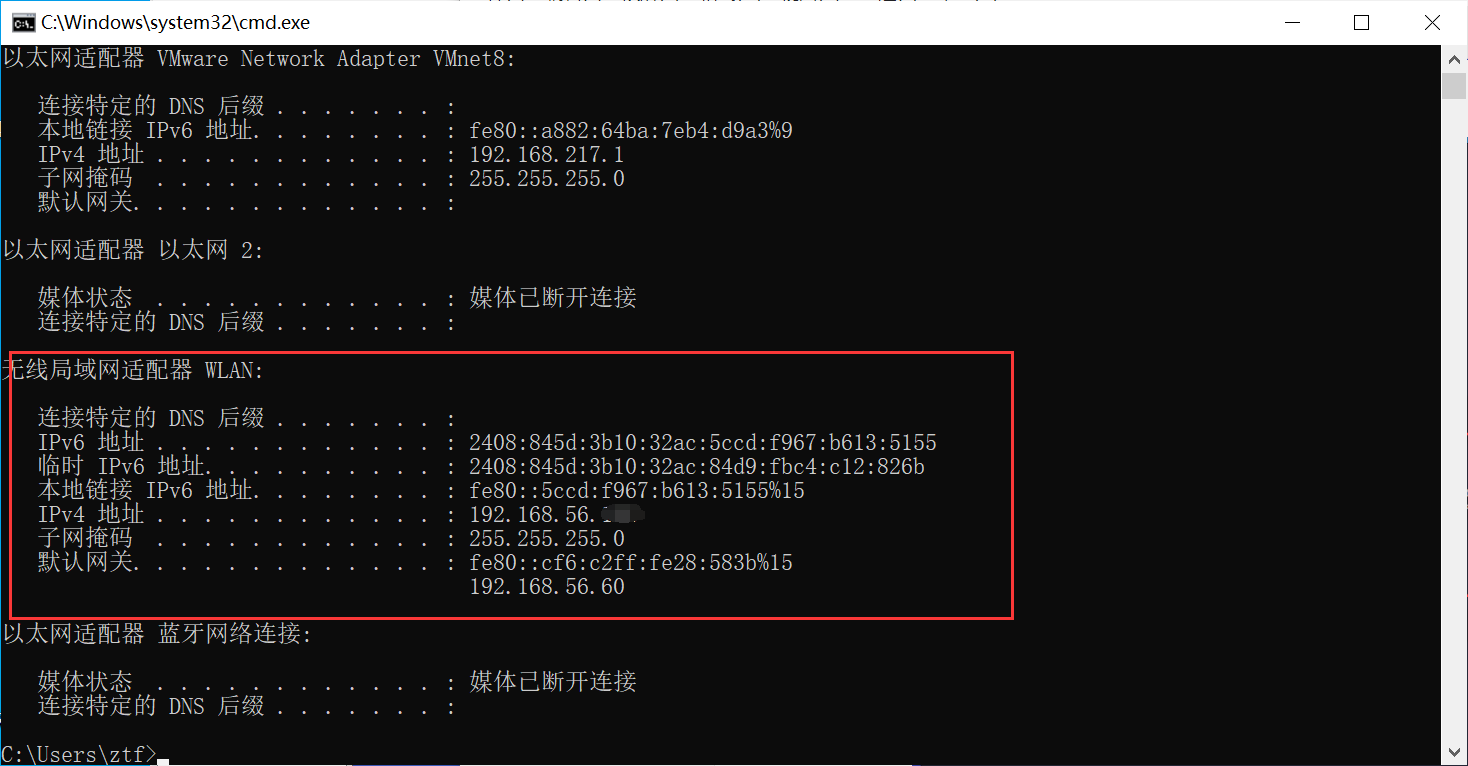 C:\Windows\system32\cmd.exe
以太网适配器 VMware Network Adapter VMnet8:
连接特定的 DNS 后缀 . . . . . . . :
本地链接 IPv6 地址. . . . . . . . : fe80::a882:64ba:7eb4:d9a3%9
IPv4 地址 . . . . . . . . . . . . : 192.168.217.1
子网掩码 . . . . . . . . . . . . : 255.255.255.0
默认网关. . . . . . . . . . . . . :
以太网适配器 以太网 2:
媒体状态 . . . . . . . . . . . . : 媒体已断开连接
连接特定的 DNS 后缀 . . . . . . . :
无线局域网适配器 WLAN:
连接特定的 DNS 后缀 . . . . . . . :
IPv6 地址 . . . . . . . . . . . . : 2408:845d:3b10:32ac:5ccd:f967:b613:5155
临时 IPv6 地址. . . . . . . . . . : 2408:845d:3b10:32ac:84d9:fbc4:c12:826b
本地链接 IPv6 地址. . . . . . . . : fe80::5ccd:f967:b613:5155%15
IPv4 地址 . . . . . . . . . . . . : 192.168.56.
子网掩码 . . . . . . . . . . . . : 255.255.255.0
默认网关. . . . . . . . . . . . . : fe80::cf6:c2ff:fe28:583b%15
192.168.56.60
以太网适配器 蓝牙网络连接:
媒体状态 . . . . . . . . . . . . : 媒体已断开连接
连接特定的 DNS 后缀 . . . . . . . :
C:\Users\ztf>